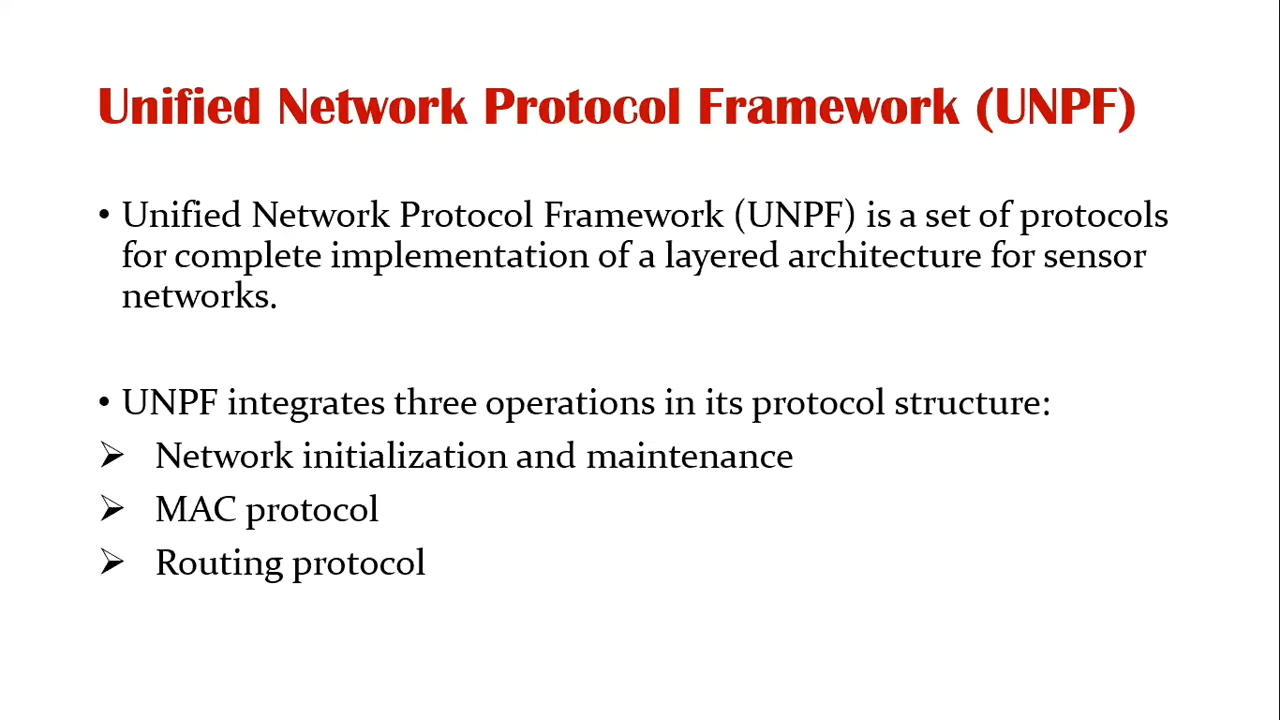 Unified Network Protocol Framework (UNPF)
• Unified Network Protocol Framework (UNPF) is a set of protocols
for complete implementation of a layered architecture for sensor
networks.
• UNPF integrates three operations in its protocol structure:
➢ Network initialization and maintenance
➢ MAC protocol
➢ Routing protocol